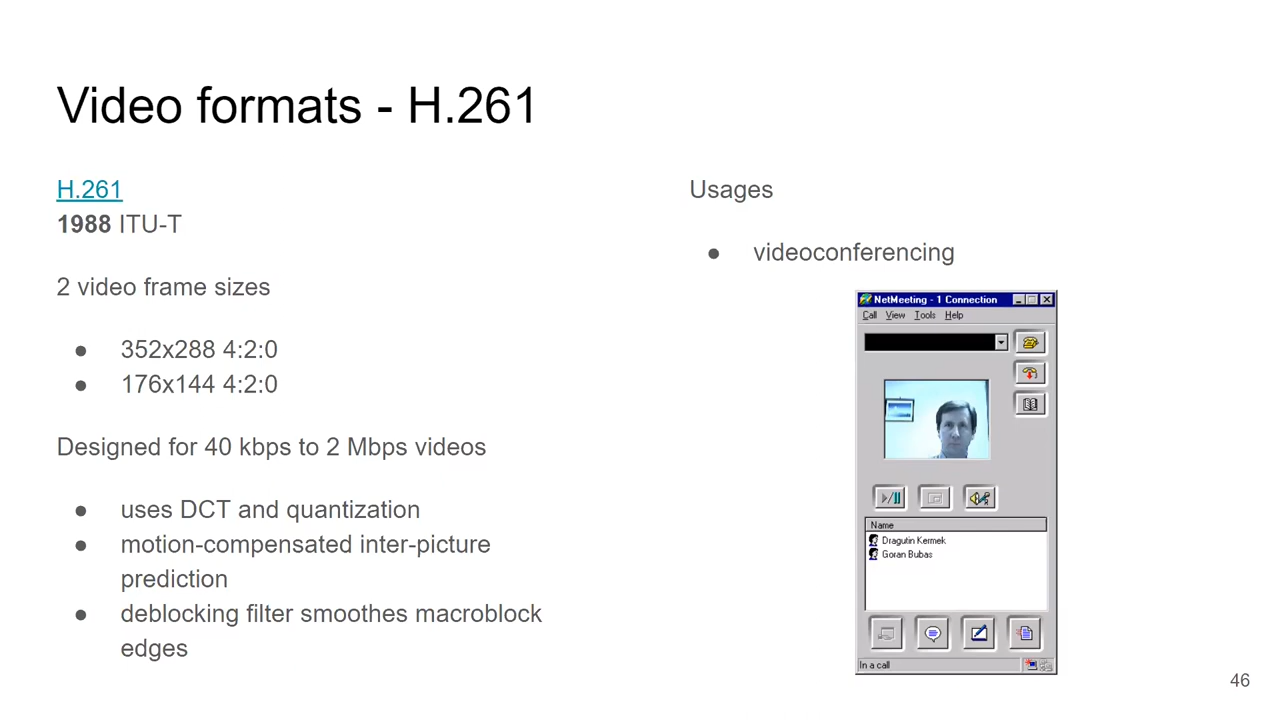 Video formats - H.261
H.261
1988 ITU-T
2 video frame sizes
● 352x288 4:2:0
● 176x144 4:2:0
Designed for 40 kbps to 2 Mbps videos
● uses DCT and quantization
● motion-compensated inter-picture
prediction
● deblocking filter smoothes macroblock
edges
Usages
● videoconferencing
NetMeeting - 1 Connection
Call View Tools Help
Name
Dragutin Kermek
Goran Bubas
In a call
46